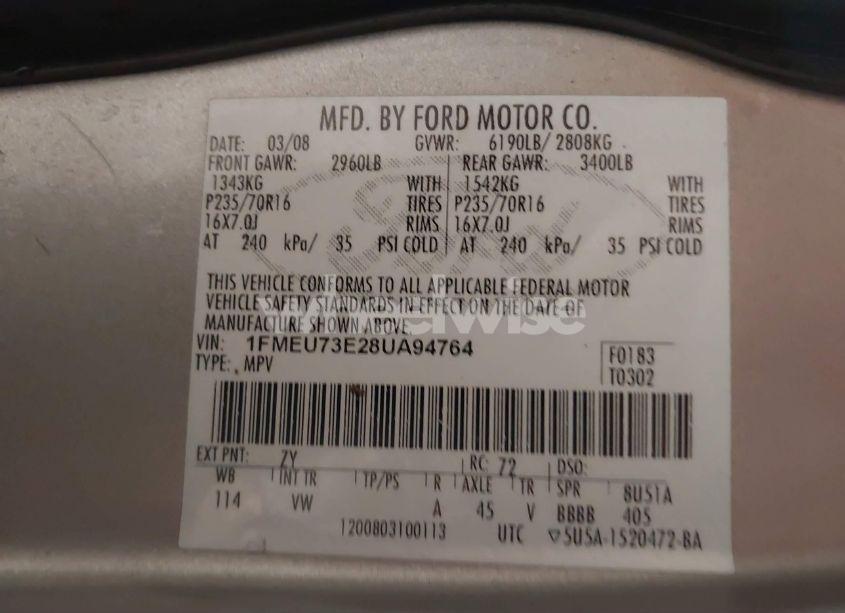 MFD. BY FORD MOTOR CO.
DATE: 03/08 GVWR: 6190LB/ 2808KG
FRONT GAWR: 2960LB REAR GAWR: 3400LB
1343KG WITH 1542KG WITH
P235/70R16 TIRES P235/70R16 TIRES
16X7.0J RIMS 16X7.0J RIMS
AT 240 kPa/ 35 PSI COLD AT 240 kPa/ 35 PSI COLD
THIS VEHICLE CONFORMS TO ALL APPLICABLE FEDERAL MOTOR
VEHICLE SAFETY STANDARDS IN EFFECT ON THE DATE OF
MANUFACTURE SHOWN ABOVE.
VIN: 1FMEU73E28UA94764
TYPE: MPV
F0183
T0302
EXT PNT: ZY RC: 72 DSO:
WB INT TR TP/PS R AXLE TR SPR 8U51A
114 VW A 45 V BBBB 405
1200803100113 UTC ▽5U5A-1520472-BA